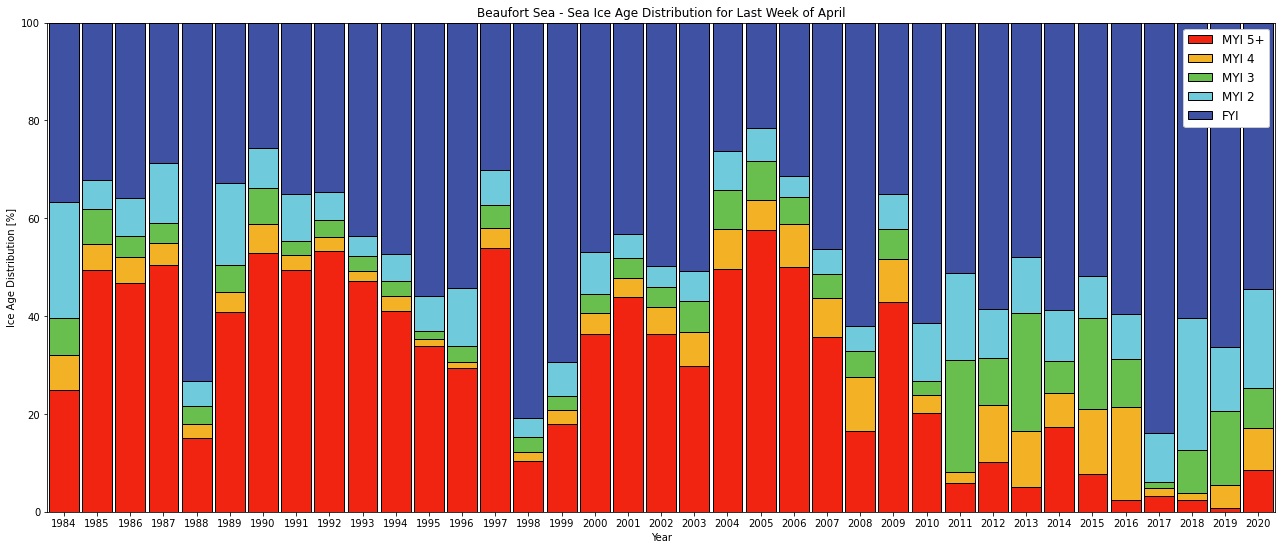 Beaufort Sea - Sea Ice Age Distribution for Last Week of April
100
80
60
40
20
0
Ice Age Distribution [%]
MYI 5+
MYI 4
MYI 3
MYI 2
FYI
1984 1985 1986 1987 1988 1989 1990 1991 1992 1993 1994 1995 1996 1997 1998 1999 2000 2001 2002 2003 2004 2005 2006 2007 2008 2009 2010 2011 2012 2013 2014 2015 2016 2017 2018 2019 2020
Year